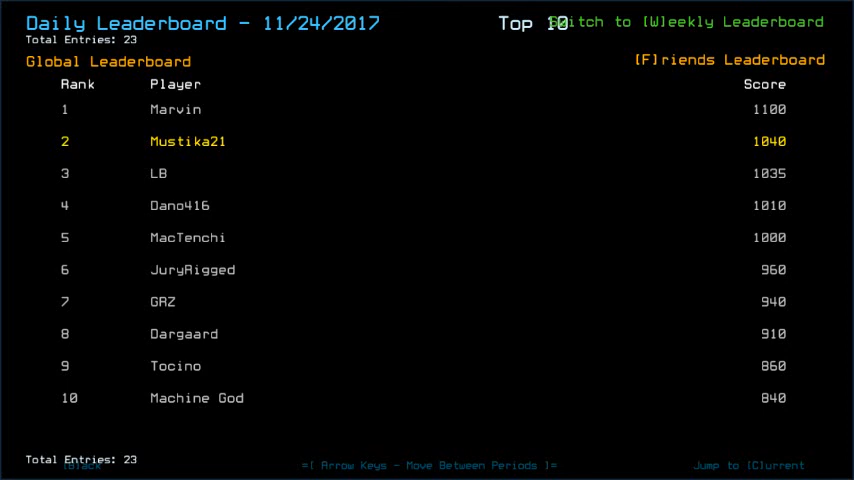 Daily Leaderboard - 11/24/2017 Top 10 Switch to [W]eekly Leaderboard
Total Entries: 23
Global Leaderboard [F]riends Leaderboard
Rank Player Score
1 Marvin 1100
2 Mustika21 1040
3 LB 1035
4 Dano416 1010
5 MacTenchi 1000
6 JuryRigged 960
7 GRZ 940
8 Dargaard 910
9 Tocino 860
10 Machine God 840
Total Entries: 23
[B]ack =[ Arrow Keys - Move Between Periods ]= Jump to [C]urrent